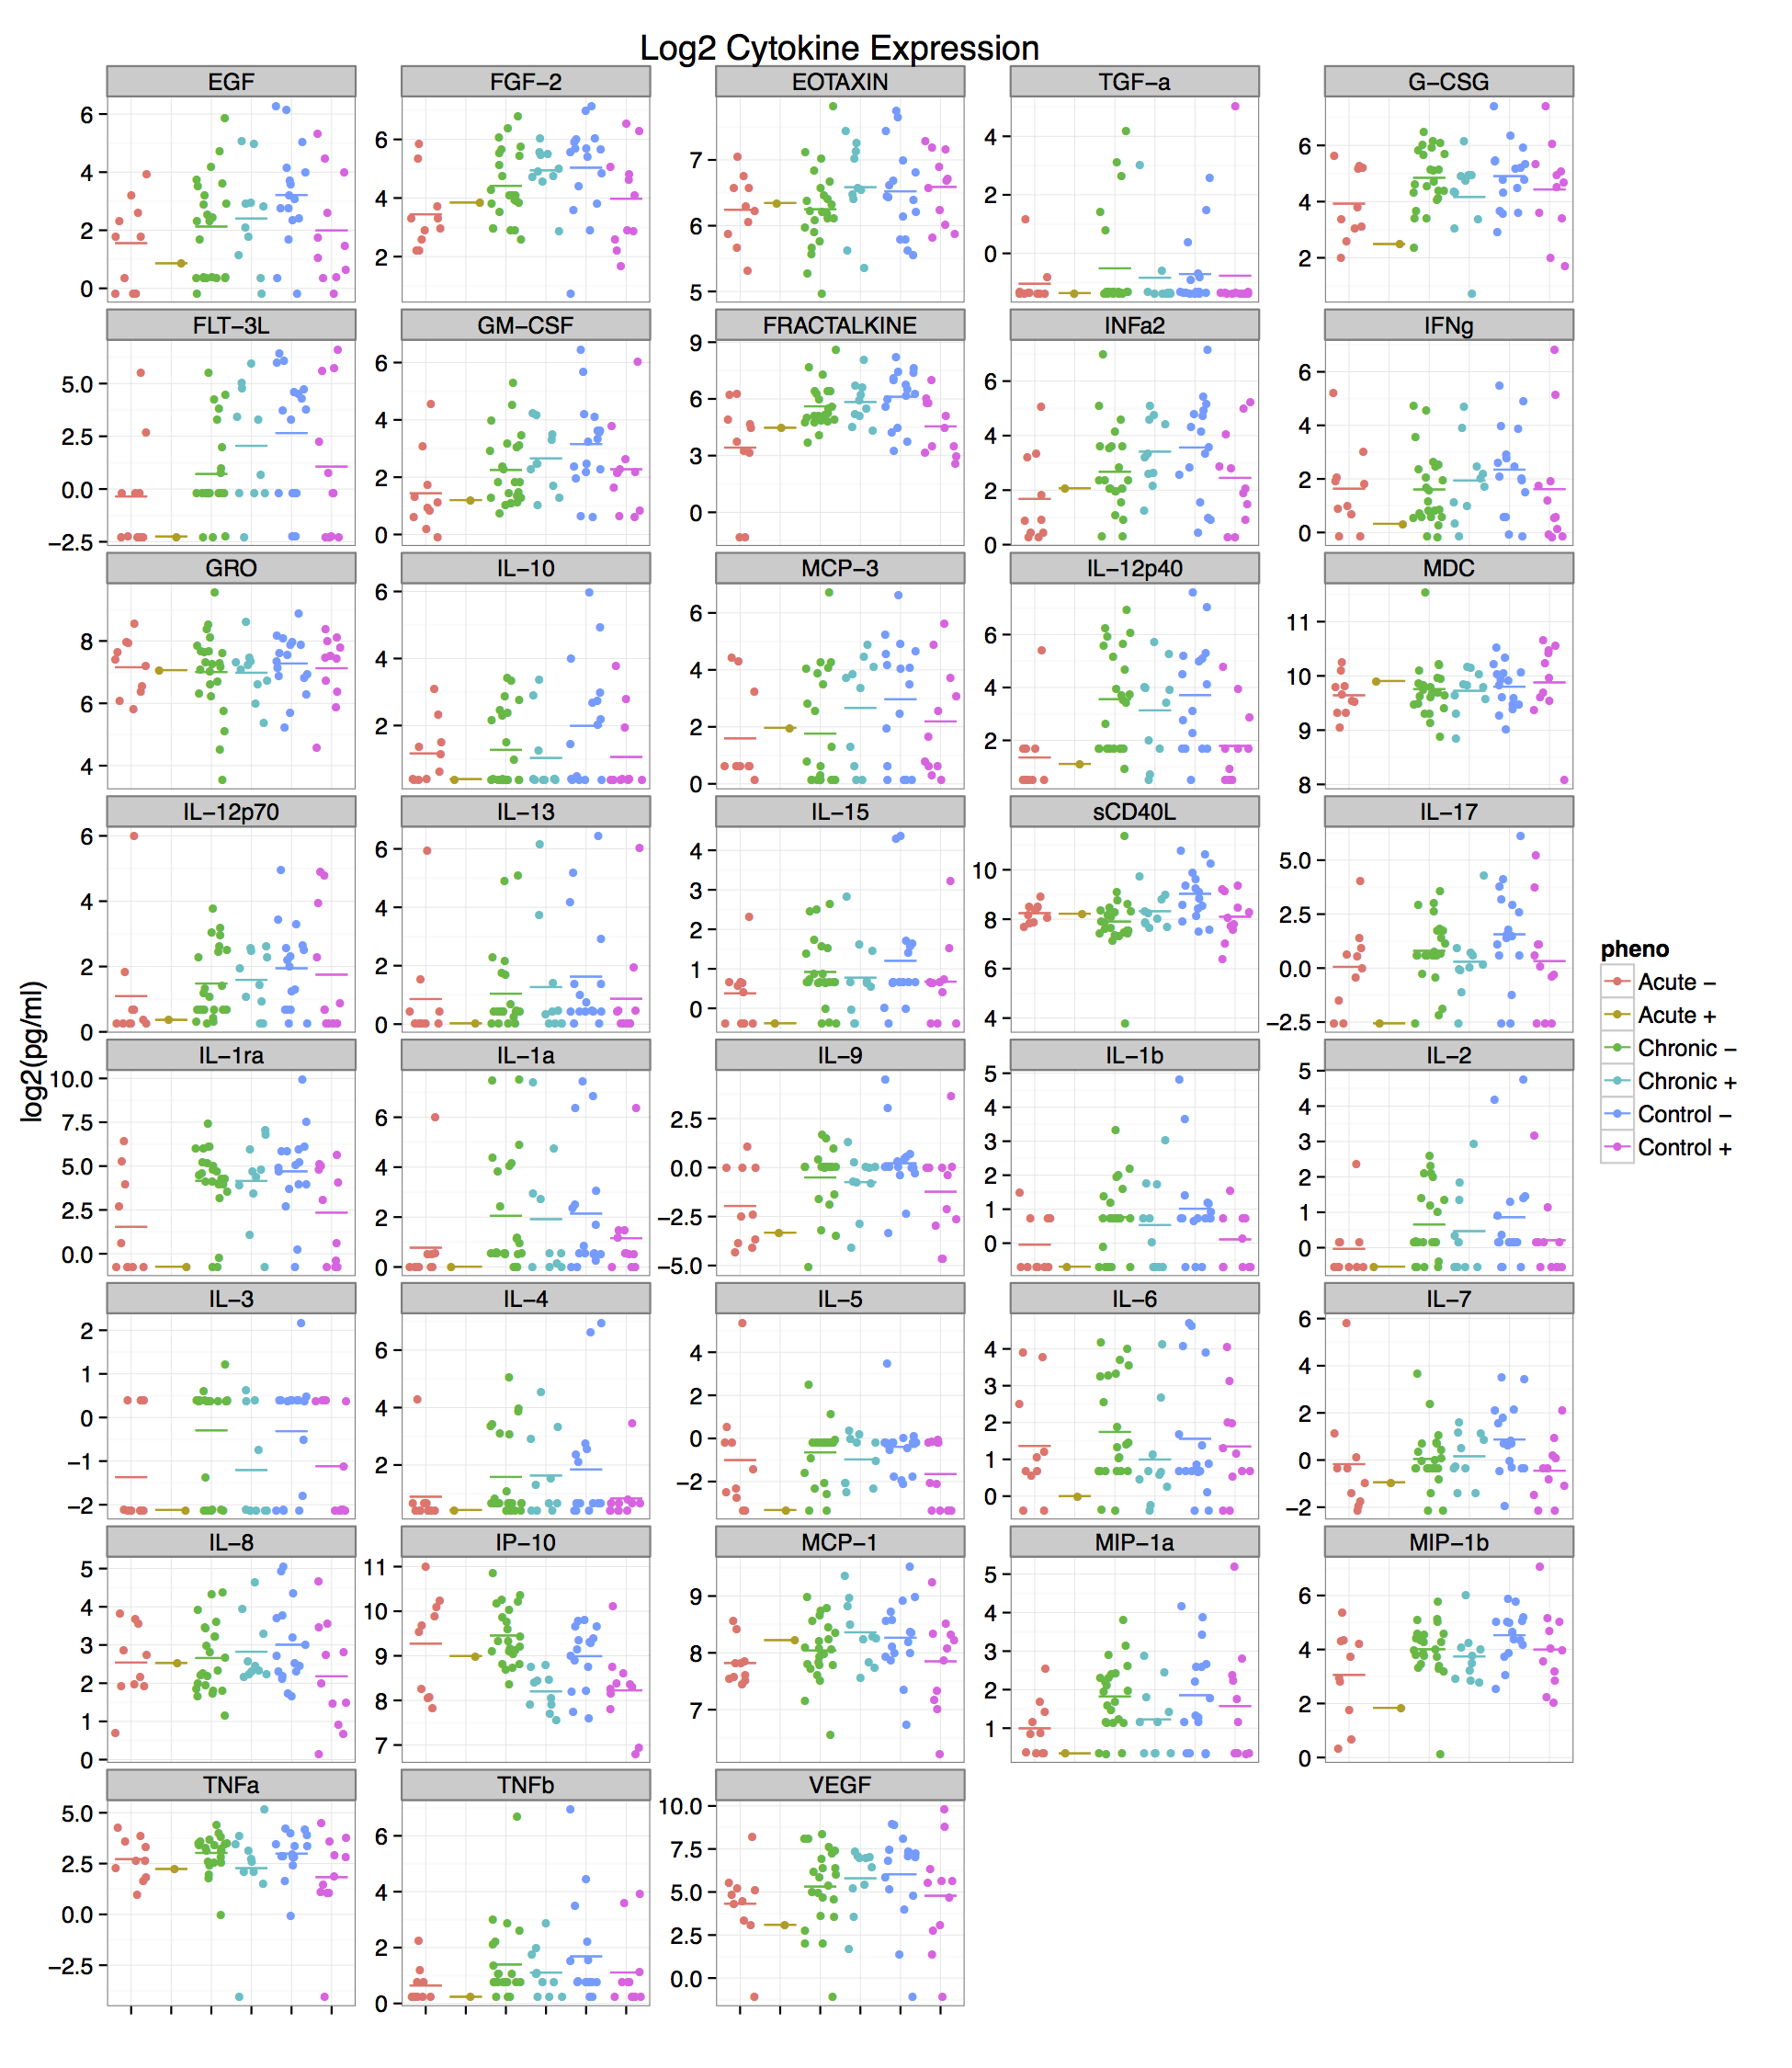 Log2 Cytokine Expression
EGF FGF−2 EOTAXIN TGF−a G−CSG
6 4 2 0
6 4 2
7 6 5
4 2 0
6 4 2
FLT−3L GM−CSF FRACTALKINE INFa2 IFNg
5.0 2.5 0.0 −2.5
6 4 2 0
9 6 3 0
6 4 2 0
6 4 2 0
GRO IL−10 MCP−3 IL−12p40 MDC
8 6 4
6 4 2
6 4 2 0
6 4 2
11 10 9 8
IL−12p70 IL−13 IL−15 sCD40L IL−17
6 4 2 0
6 4 2 0
4 3 2 1 0
10 8 6 4
5.0 2.5 0.0 −2.5
IL−1ra IL−1a IL−9 IL−1b IL−2
10.0 7.5 5.0 2.5 0.0
6 4 2 0
2.5 0.0 −2.5 −5.0
5 4 3 2 1 0
5 4 3 2 1 0
IL−3 IL−4 IL−5 IL−6 IL−7
2 1 0 −1 −2
6 4 2
4 2 0 −2
4 3 2 1 0
6 4 2 0 −2
IL−8 IP−10 MCP−1 MIP−1a MIP−1b
5 4 3 2 1 0
11 10 9 8 7
9 8 7
5 4 3 2 1
6 4 2 0
TNFa TNFb VEGF
5.0 2.5 0.0 −2.5
6 4 2 0
10.0 7.5 5.0 2.5 0.0
log2(pg/ml)
pheno
Acute −
Acute +
Chronic −
Chronic +
Control −
Control +